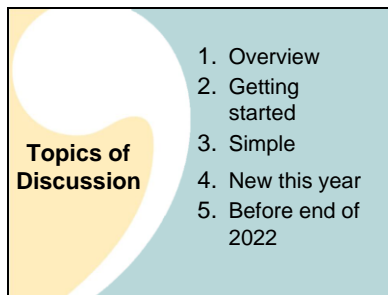 Topics of
Discussion
1. Overview
2. Getting
started
3. Simple
4. New this year
5. Before end of
2022